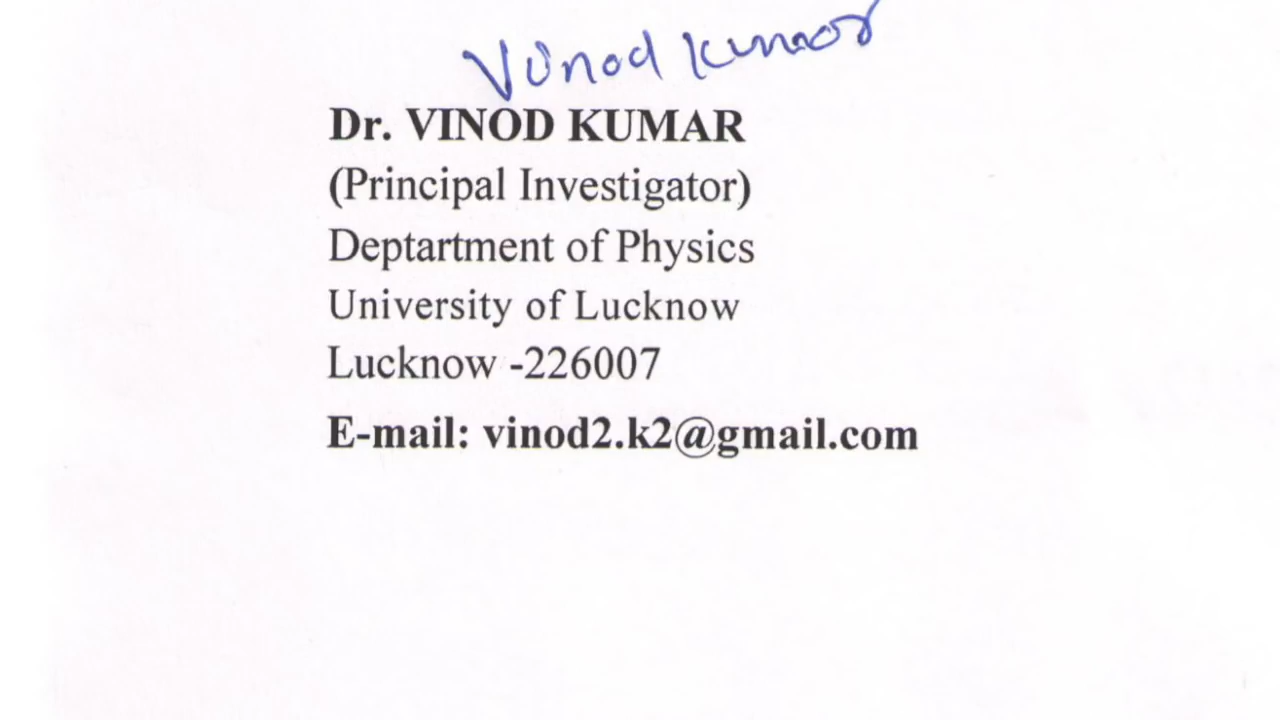 Vinod Kumar
Dr. VINOD KUMAR
(Principal Investigator)
Deptartment of Physics
University of Lucknow
Lucknow -226007
E-mail: vinod2.k2@gmail.com